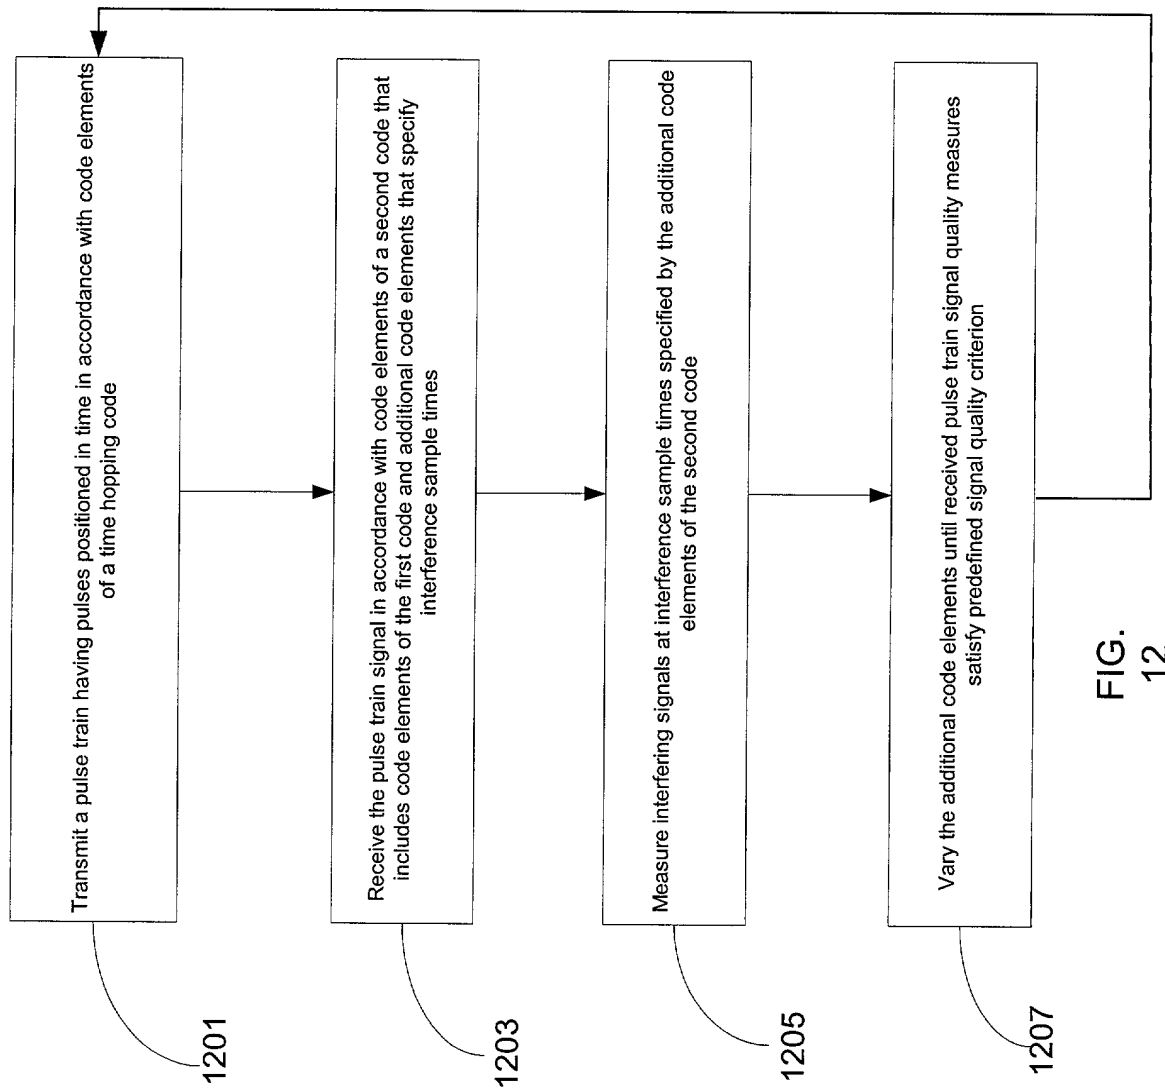 Transmit a pulse train having pulses positioned in time in accordance with code elements
of a time hopping code
1201
Receive the pulse train signal in accordance with code elements of a second code that
includes code elements of the first code and additional code elements that specify
interference sample times
1203
Measure interfering signals at interference sample times specified by the additional code
elements of the second code
1205
Vary the additional code elements until received pulse train signal quality measures
satisfy predefined signal quality criterion
1207
FIG.
12